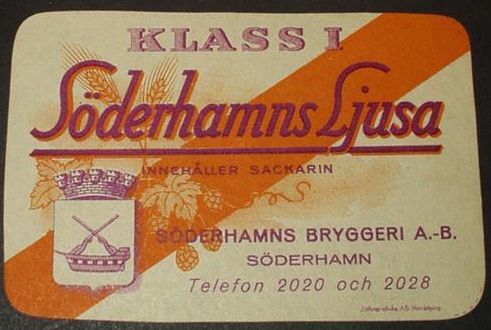 KLASS I
Söderhamns Ljusa
INNEHÅLLER SACKARIN
SÖDERHAMNS BRYGGERI A.-B.
SÖDERHAMN
Telefon 2020 och 2028